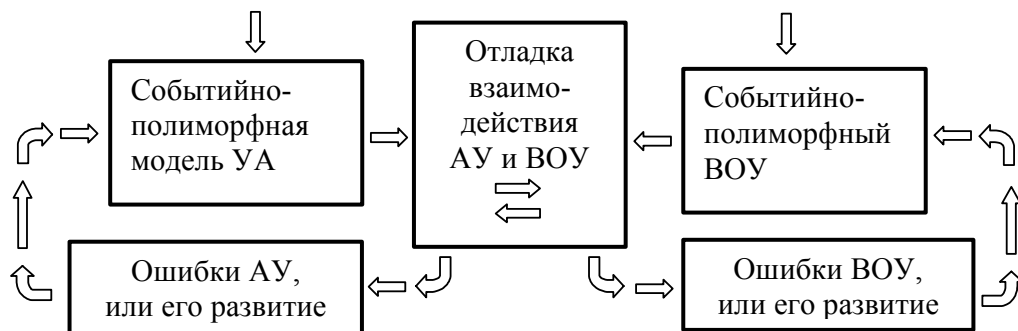 Событийно-
полиморфная
модель УА
Отладка
взаимо-
действия
АУ и ВОУ
Событийно-
полиморфный
ВОУ
Ошибки АУ,
или его развитие
Ошибки ВОУ,
или его развитие